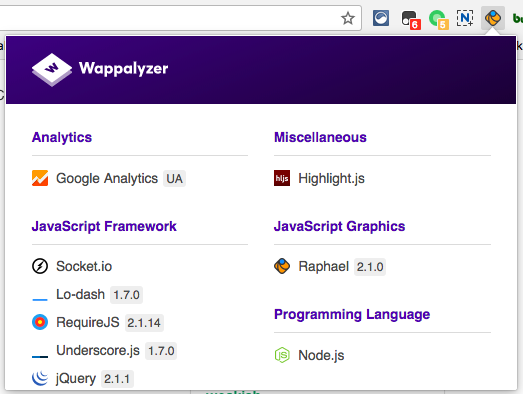 6
5
N
Wappalyzer
Analytics
Google Analytics UA
JavaScript Framework
Socket.io
Lo-dash 1.7.0
RequireJS 2.1.14
Underscore.js 1.7.0
jQuery 2.1.1
Miscellaneous
hljs Highlight.js
JavaScript Graphics
Raphael 2.1.0
Programming Language
Node.js